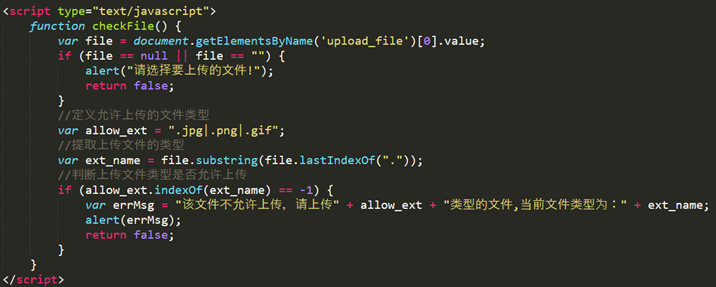 <script type="text/javascript">
    function checkFile() {
        var file = document.getElementsByName('upload_file')[0].value;
        if (file == null || file == "") {
            alert("请选择要上传的文件!");
            return false;
        }
        //定义允许上传的文件类型
        var allow_ext = ".jpg|.png|.gif";
        //提取上传文件的类型
        var ext_name = file.substring(file.lastIndexOf("."));
        //判断上传文件类型是否允许上传
        if (allow_ext.indexOf(ext_name) == -1) {
            var errMsg = "该文件不允许上传，请上传" + allow_ext + "类型的文件,当前文件类型为：" + ext_name;
            alert(errMsg);
            return false;
        }
    }
</script>